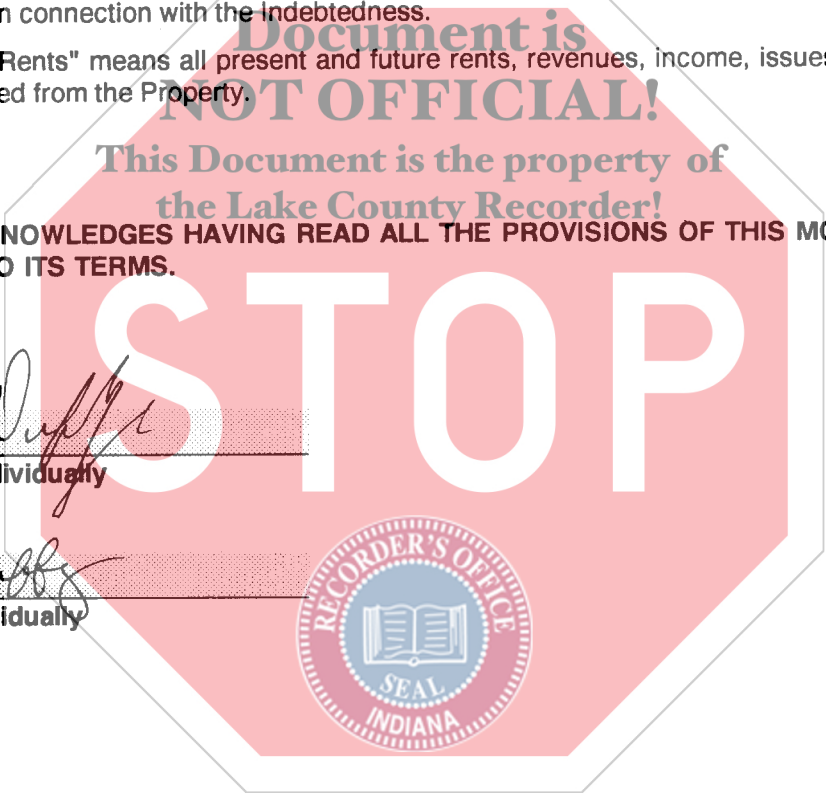 n connection with the Indebtedness.
Document is
Rents" means all present and future rents, revenues, income, issues
ed from the Property.
NOT OFFICIAL!
This Document is the property of
the Lake County Recorder!
NOWLEDGES HAVING READ ALL THE PROVISIONS OF THIS MO
O ITS TERMS.
STOP
ividually
idually
RECORDER'S OFFICE
SEAL
INDIANA